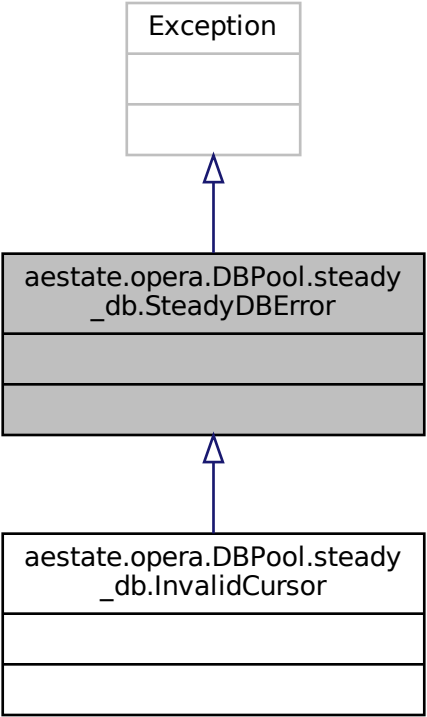 Exception
aestate.opera.DBPool.steady
_db.SteadyDBError
aestate.opera.DBPool.steady
_db.InvalidCursor